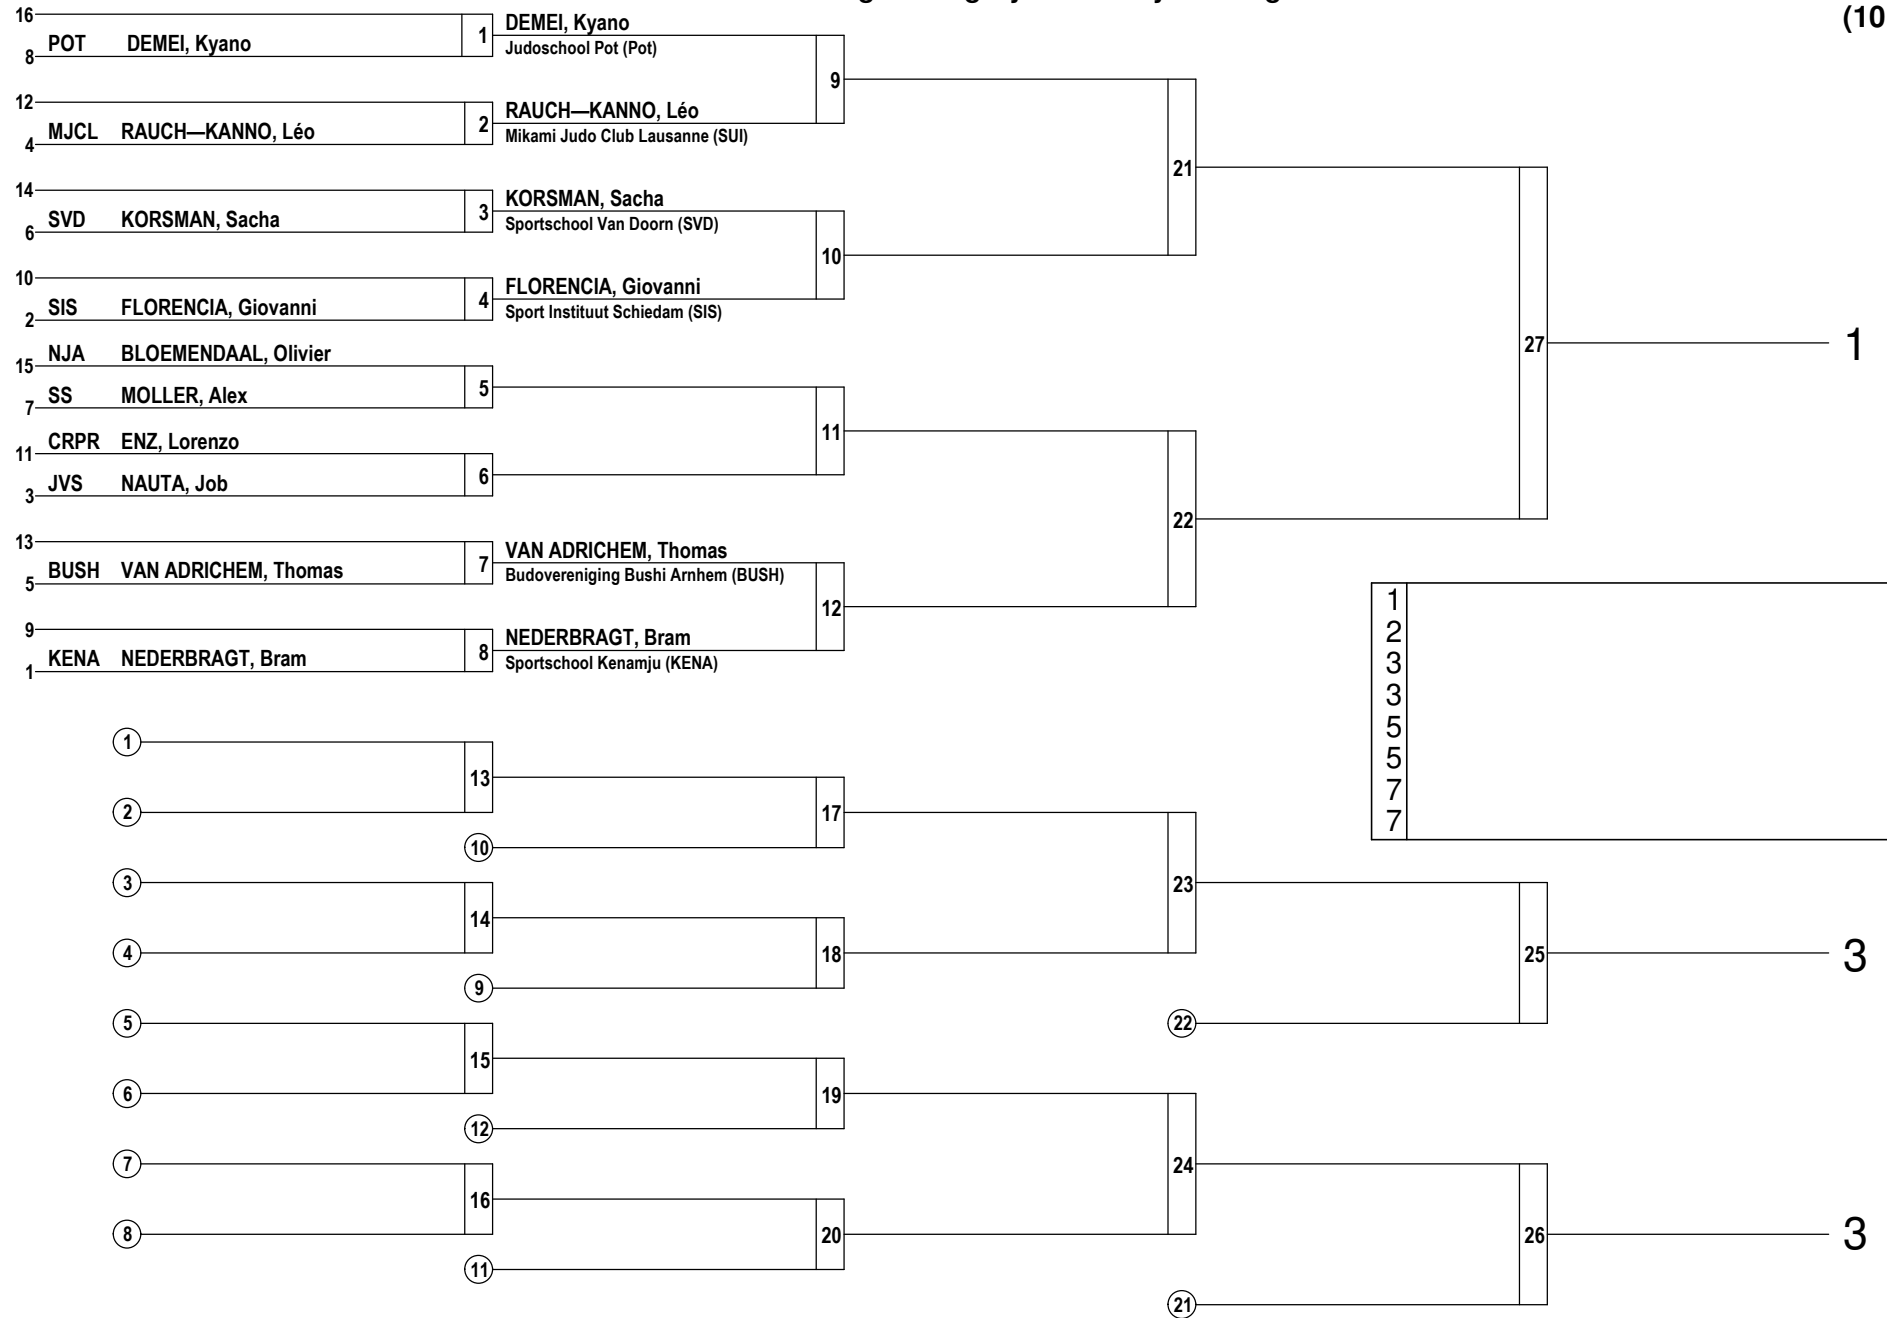 (10
16
8 POT DEMEI, Kyano 1
DEMEI, Kyano
Judoschool Pot (Pot)
9
12
4 MJCL RAUCH—KANNO, Léo 2
RAUCH—KANNO, Léo
Mikami Judo Club Lausanne (SUI)
21
14
6 SVD KORSMAN, Sacha 3
KORSMAN, Sacha
Sportschool Van Doorn (SVD)
10
10
2 SIS FLORENCIA, Giovanni 4
FLORENCIA, Giovanni
Sport Instituut Schiedam (SIS)
27 1
15 NJA BLOEMENDAAL, Olivier
7 SS MOLLER, Alex 5
11
11 CRPR ENZ, Lorenzo
3 JVS NAUTA, Job 6
22
13
5 BUSH VAN ADRICHEM, Thomas 7
VAN ADRICHEM, Thomas
Budovereniging Bushi Arnhem (BUSH)
12
9
1 KENA NEDERBRAGT, Bram 8
NEDERBRAGT, Bram
Sportschool Kenamju (KENA)
1
2
3
3
5
5
7
7
1
13
2
17
10
3
23
14
4
18
25 3
9
5
22
15
6
19
12
7
24
16
8
20
26 3
11
21